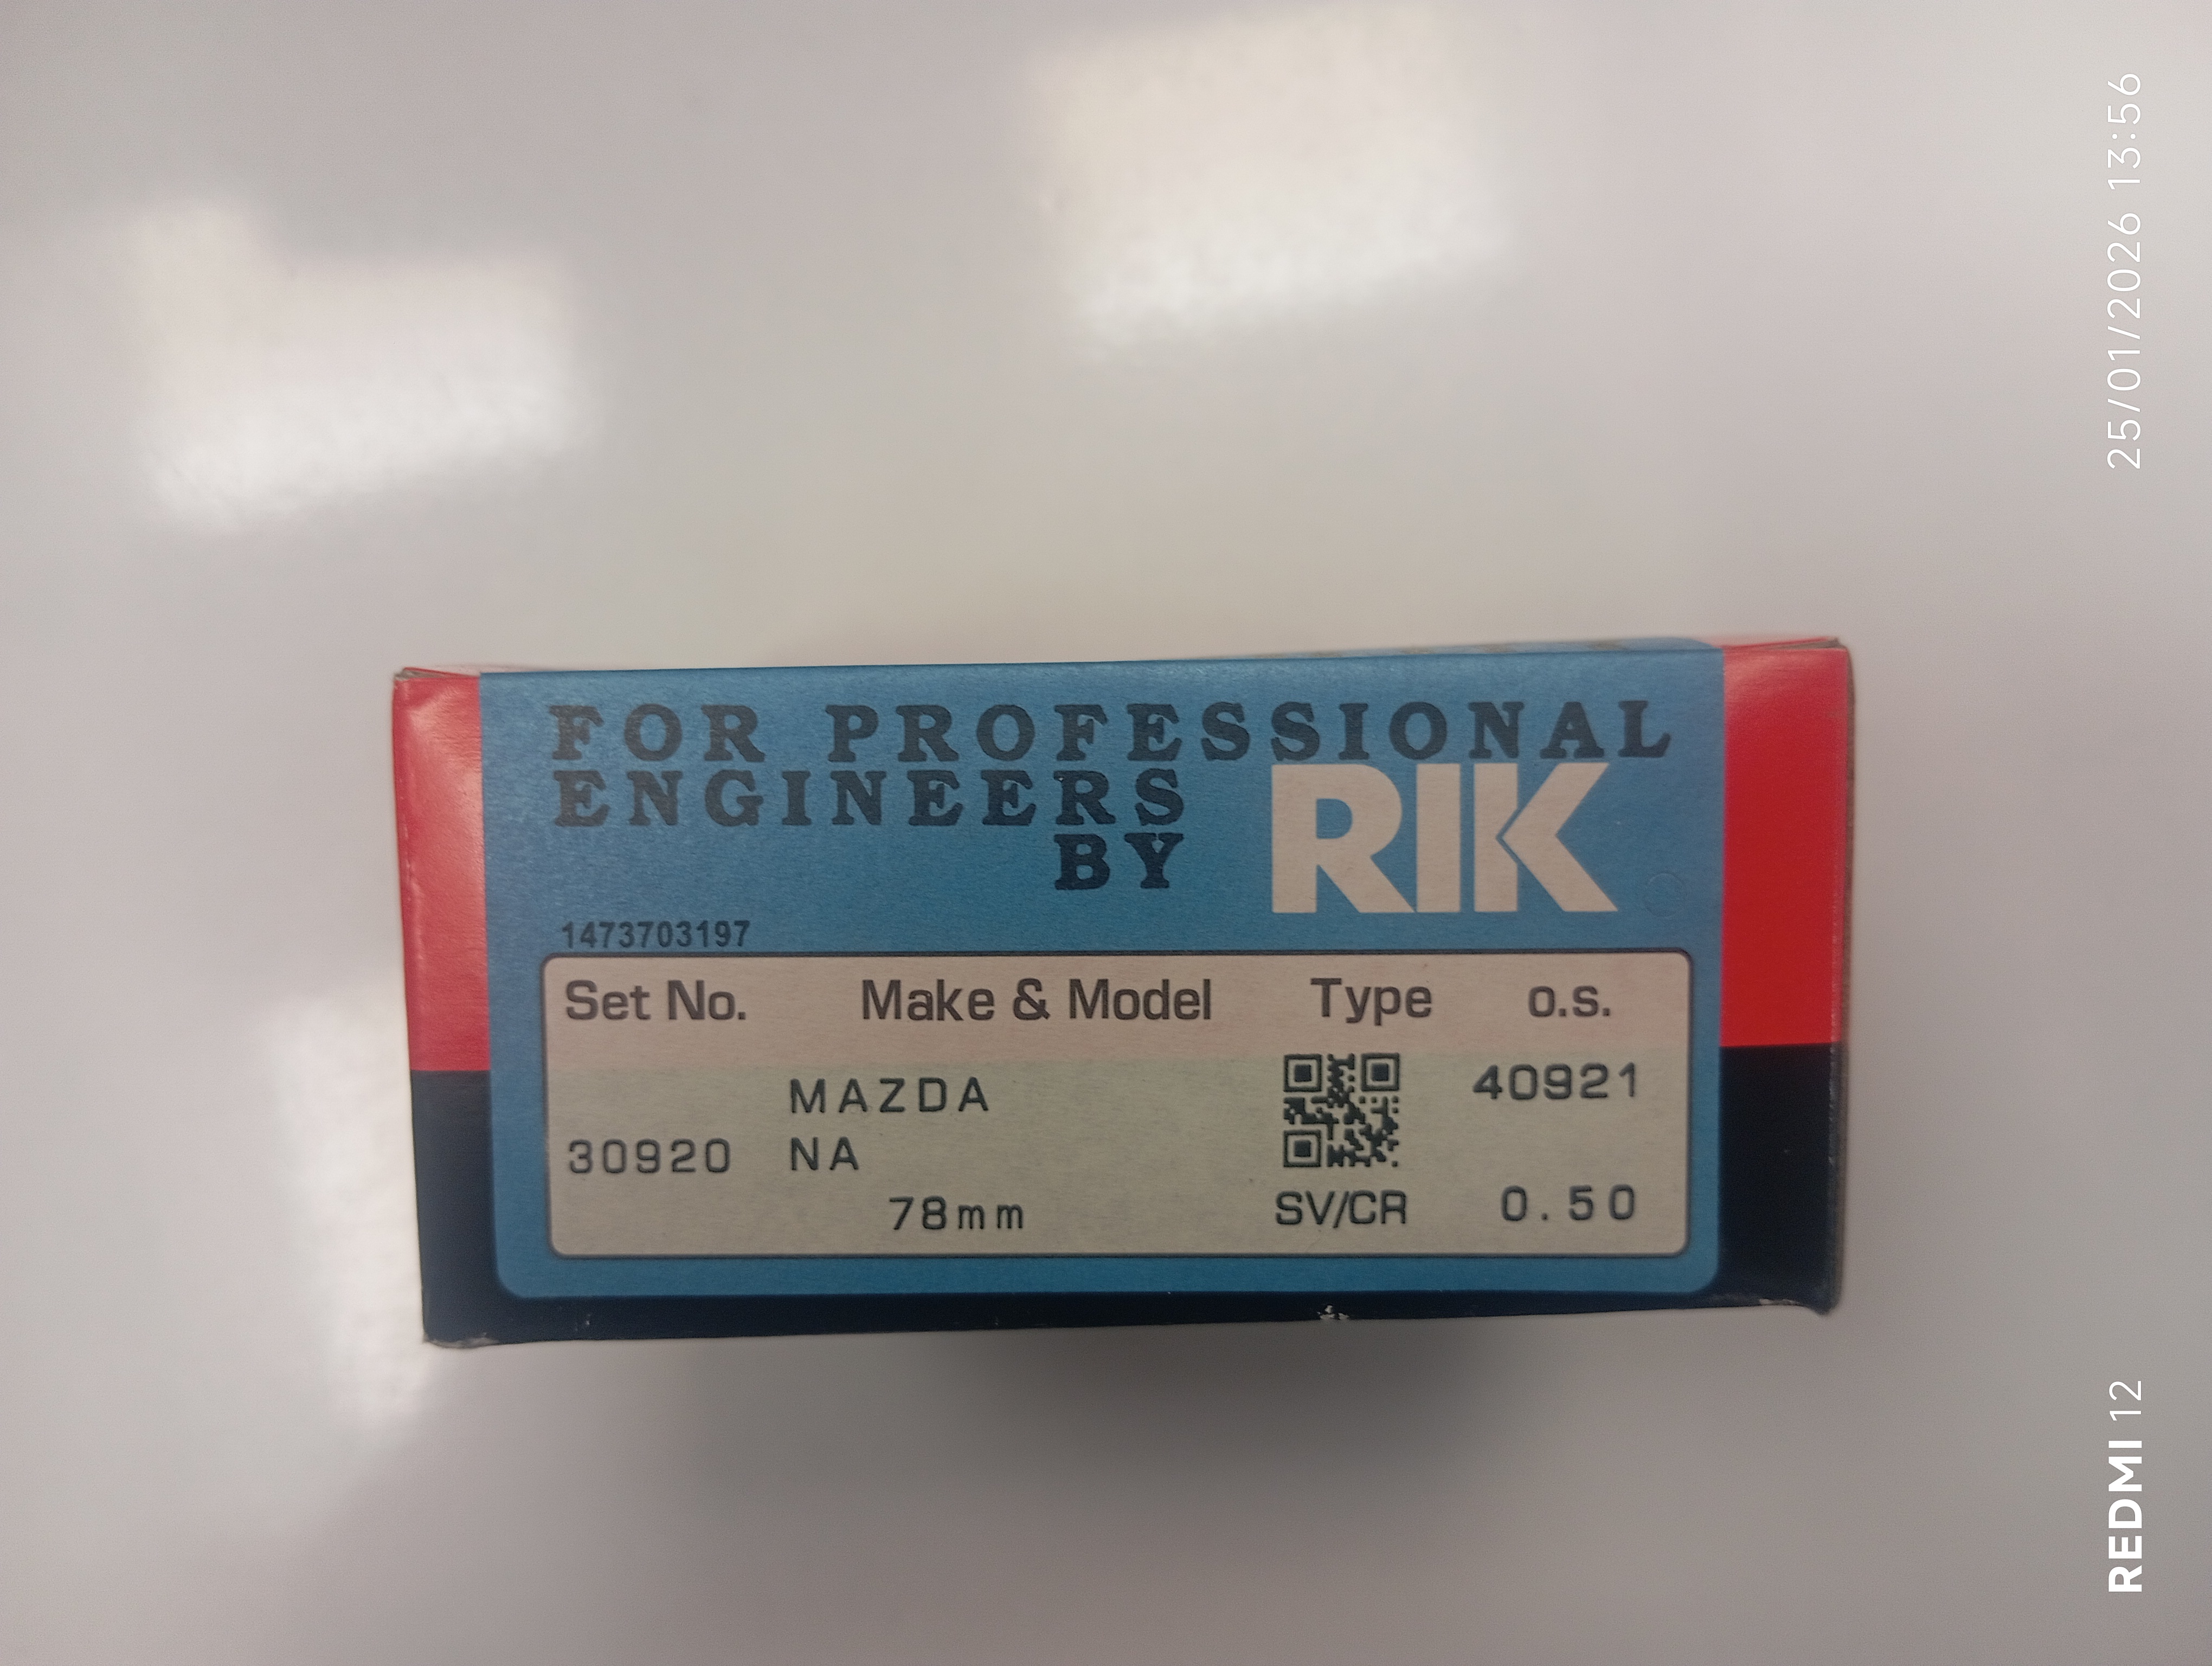 FOR PROFESSIONAL
ENGINEERS
BY RIK
1473703197
Set No. Make & Model Type o.s.
MAZDA 40921
30920 NA
78mm SV/CR 0.50
25/01/2026 13:56
REDMI 12